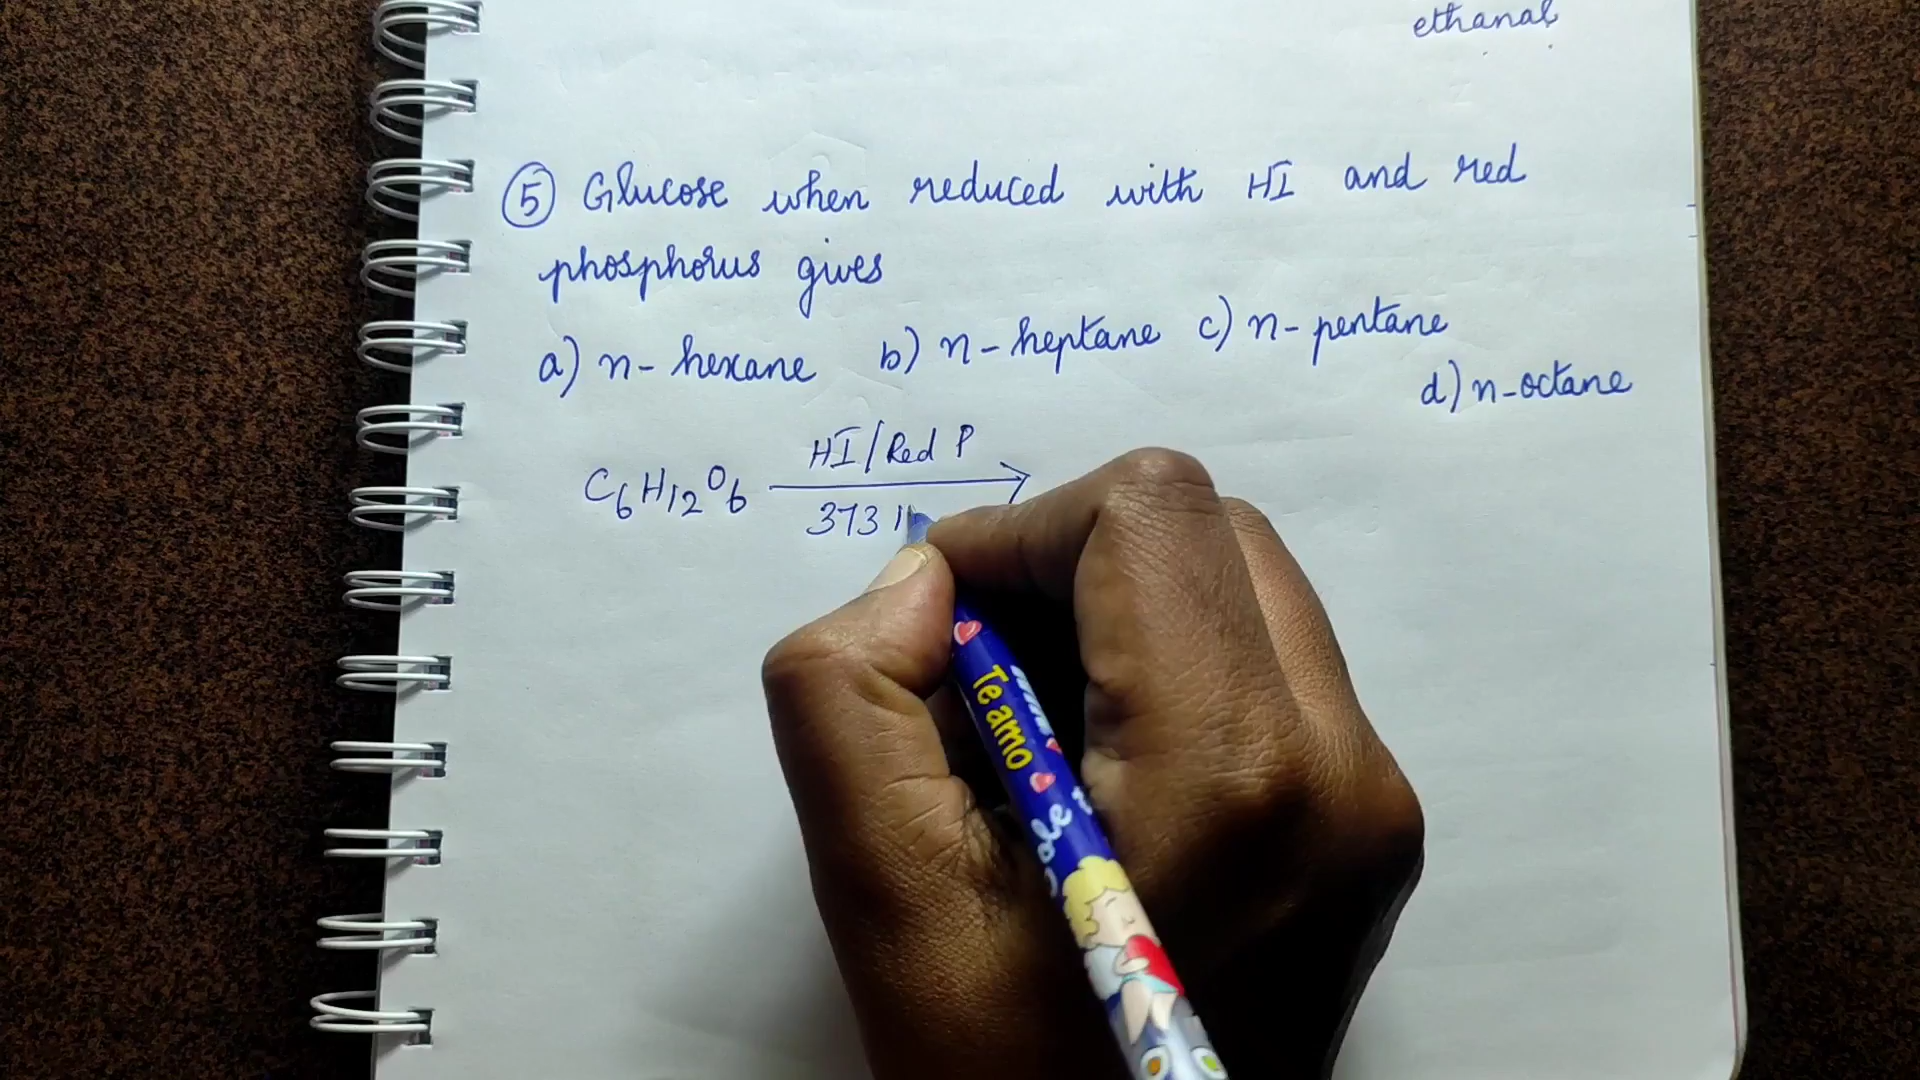 ethanal
⑤ Glucose when reduced with HI and red
phosphorus gives
a) n-hexane b) n-heptane c) n-pentane
d) n-octane
HI/Red P
C₆H₁₂O₆ →
373
Te amo